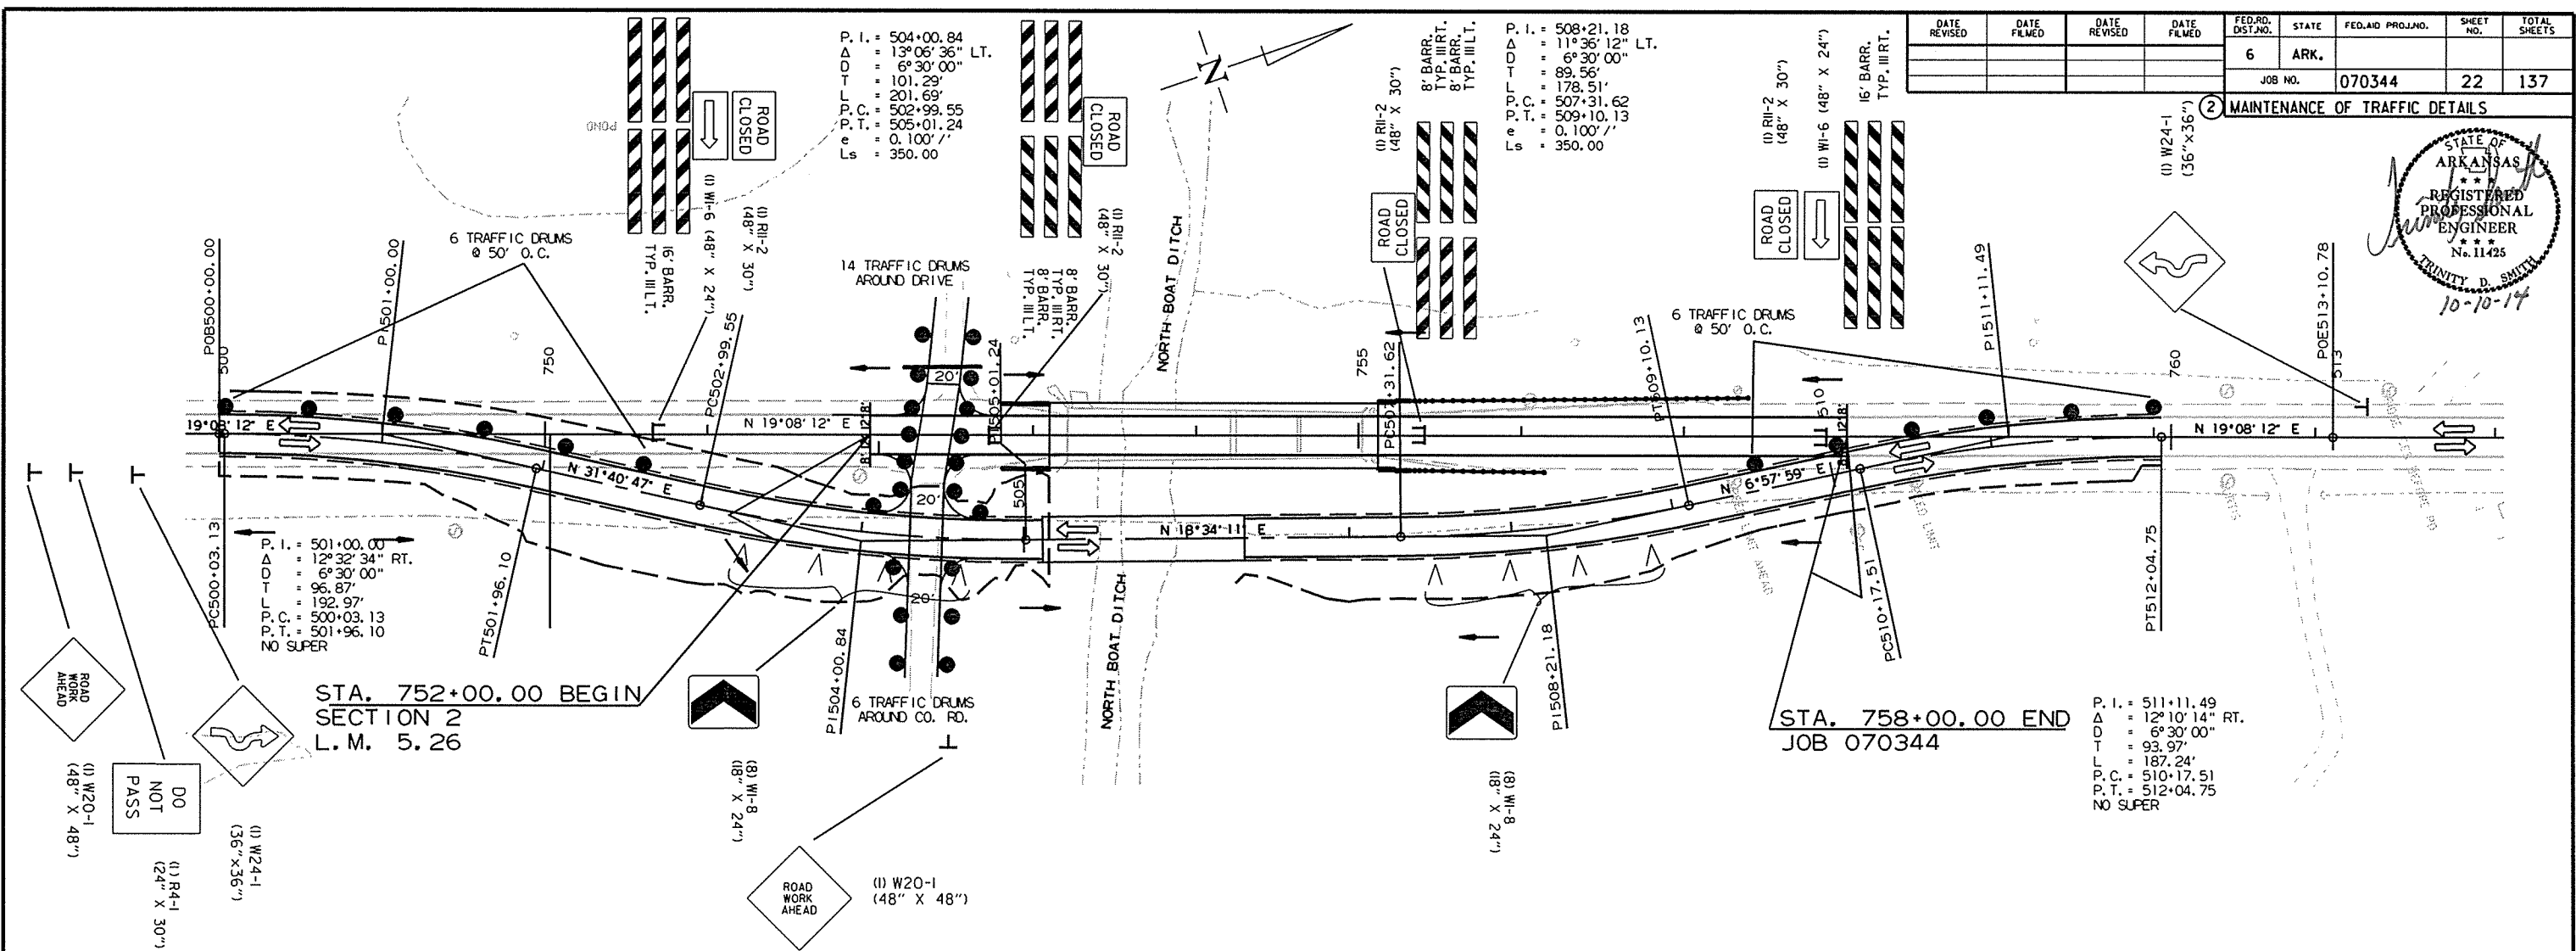 DATE REVISED
DATE FILMED
DATE REVISED
DATE FILMED
FED.RD. DIST.NO.
STATE
FED.AID PROJ.NO.
SHEET NO.
TOTAL SHEETS
6
ARK.
JOB NO.
070344
22
137
2
MAINTENANCE OF TRAFFIC DETAILS
STATE OF
ARKANSAS
* * *
REGISTERED
PROFESSIONAL
ENGINEER
* * *
No. 11425
TRINITY D. SMITH
10-10-14
P.I. = 504+00.84
Δ = 13°06'36" LT.
D = 6°30'00"
T = 101.29'
L = 201.69'
P.C. = 502+99.55
P.T. = 505+01.24
e = 0.100'/'
Ls = 350.00
P.I. = 508+21.18
Δ = 11°36'12" LT.
D = 6°30'00"
T = 89.56'
L = 178.51'
P.C. = 507+31.62
P.T. = 509+10.13
e = 0.100'/'
Ls = 350.00
N
POND
ROAD
CLOSED
(1) R11-2
(48" X 30")
(1) W1-6 (48" X 24")
16' BARR.
TYP. III LT.
ROAD
CLOSED
(1) R11-2
(48" X 30")
8' BARR.
TYP. III RT.
8' BARR.
TYP. III LT.
8' BARR.
TYP. III RT.
8' BARR.
TYP. III LT.
(1) R11-2
(48" X 30")
ROAD
CLOSED
(1) R11-2
(48" X 30")
(1) W1-6 (48" X 24")
16' BARR.
TYP. III RT.
ROAD
CLOSED
(1) W24-1
(36"x36")
6 TRAFFIC DRUMS
@ 50' O.C.
14 TRAFFIC DRUMS
AROUND DRIVE
6 TRAFFIC DRUMS
@ 50' O.C.
NORTH BOAT DITCH
POB500+00.00
500
PI501+00.00
750
PC502+99.55
PT505+01.24
755
PC507+31.62
PT509+10.13
510
PI511+11.49
760
POE513+10.78
513
20'
8' 12' 12' 8'
8' 12' 12' 8'
19°08'12" E
N 19°08'12" E
N 19°08'12" E
N 31°40'47" E
20'
505
N 18°34'11" E
N 6°57'59" E
20'
PC500+03.13
PT501+96.10
PI504+00.84
NORTH BOAT DITCH
PI508+21.18
PC510+17.51
PT512+04.75
P.I. = 501+00.00
Δ = 12°32'34" RT.
D = 6°30'00"
T = 96.87'
L = 192.97'
P.C. = 500+03.13
P.T. = 501+96.10
NO SUPER
STA. 752+00.00 BEGIN
SECTION 2
L.M. 5.26
6 TRAFFIC DRUMS
AROUND CO. RD.
STA. 758+00.00 END
JOB 070344
P.I. = 511+11.49
Δ = 12°10'14" RT.
D = 6°30'00"
T = 93.97'
L = 187.24'
P.C. = 510+17.51
P.T. = 512+04.75
NO SUPER
ROAD
WORK
AHEAD
(1) W20-1
(48" X 48")
DO
NOT
PASS
(1) R4-1
(24" X 30")
(1) W24-1
(36"x36")
(8) W1-8
(18" X 24")
ROAD
WORK
AHEAD
(1) W20-1
(48" X 48")
(8) W1-8
(18" X 24")